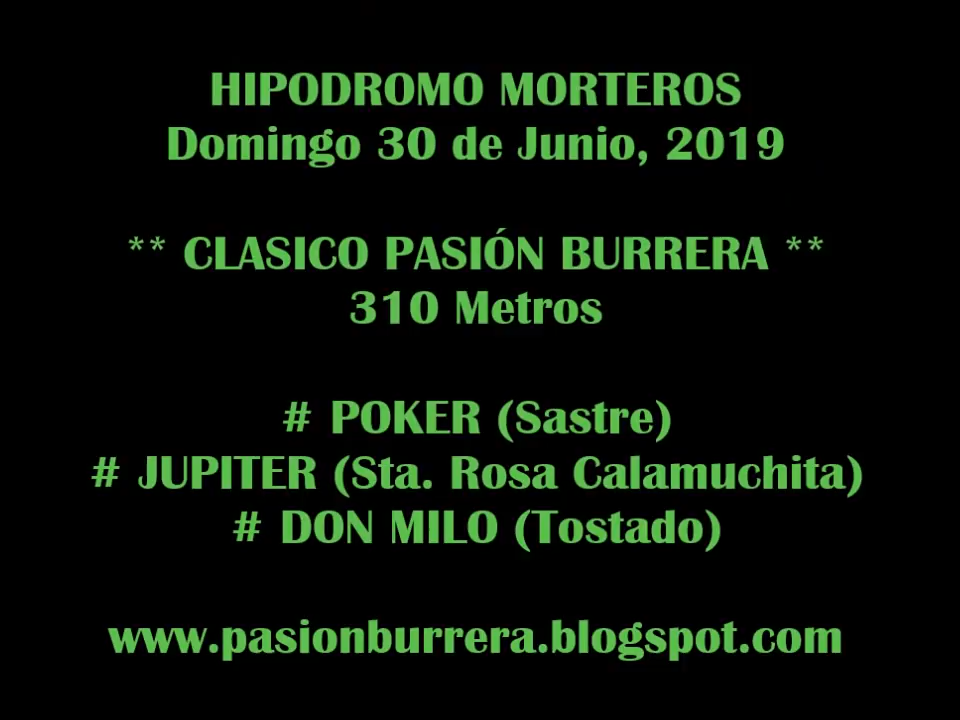 HIPODROMO MORTEROS
Domingo 30 de Junio, 2019
** CLASICO PASIÓN BURRERA **
310 Metros
# POKER (Sastre)
# JUPITER (Sta. Rosa Calamuchita)
# DON MILO (Tostado)
www.pasionburrera.blogspot.com